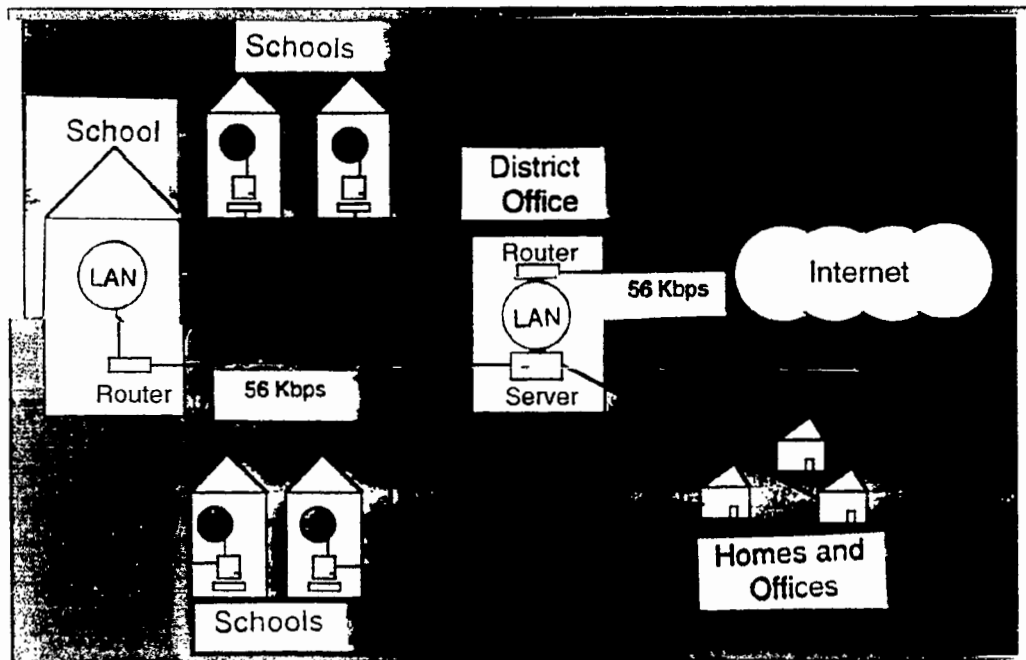 Schools
School
LAN
Router
56 Kbps
District
Office
Router
LAN
Server
56 Kbps
Internet
Schools
Homes and
Offices